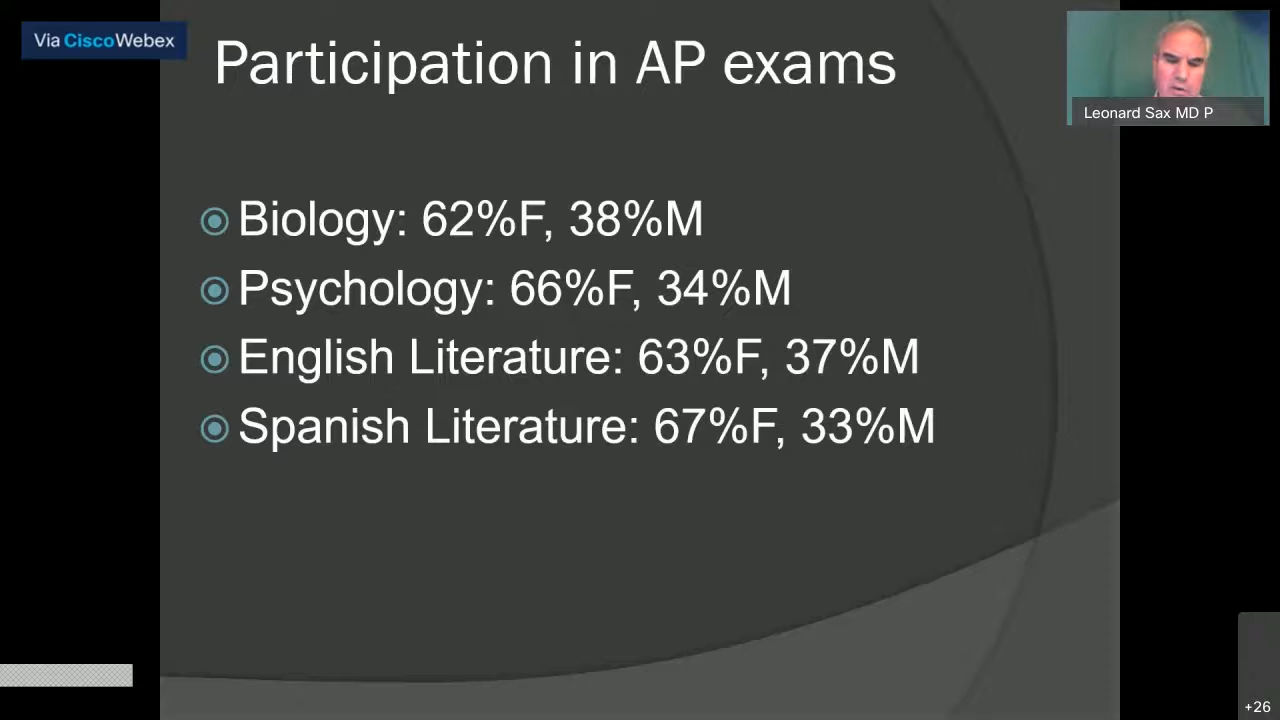 Via CiscoWebex
Participation in AP exams
Leonard Sax MD P
Biology: 62%F, 38%M
Psychology: 66%F, 34%M
English Literature: 63%F, 37%M
Spanish Literature: 67%F, 33%M
+26